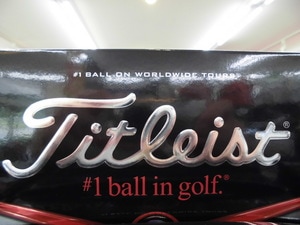 #1 BALL ON WORLDWIDE TOURS.
Titleist®
#1 ball in golf.®